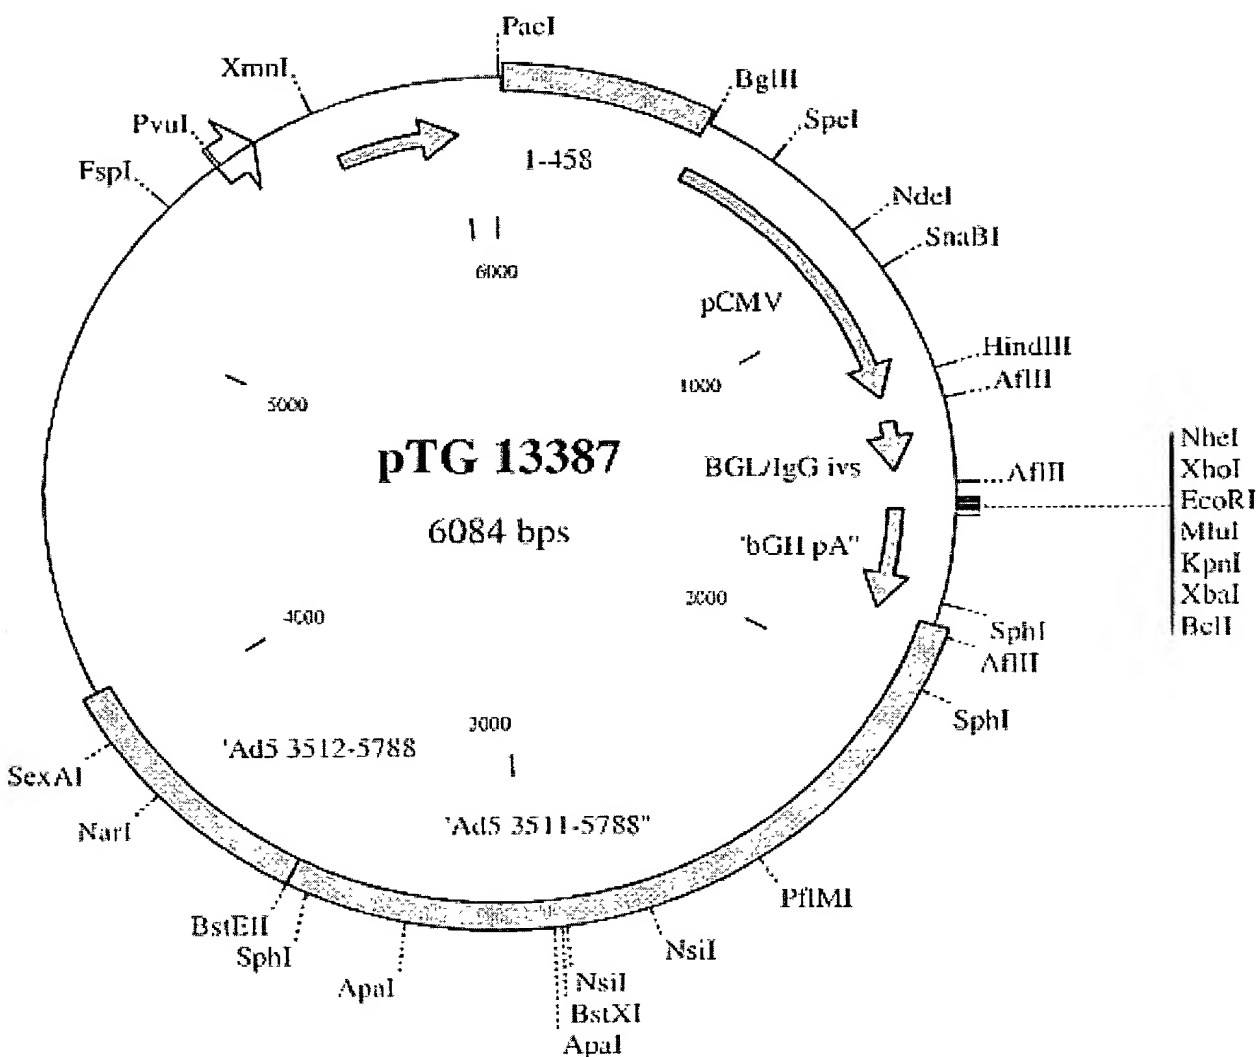 PacI
XmnI
BglII
PvuI
SpeI
1-458
FspI
NdeI
SnaBI
6000
pCMV
HindIII
AflII
1000
5000
NheI
XhoI
EcoRI
MluI
KpnI
XbaI
BclI
pTG 13387
6084 bps
BGL/IgG ivs
AflII
'bGH pA"
2000
4000
SphI
AflII
SphI
3000
'Ad5 3512-5788
SexAI
NarI
'Ad5 3511-5788"
PflMI
BstEII
SphI
NsiI
ApaI
NsiI
BstXI
ApaI